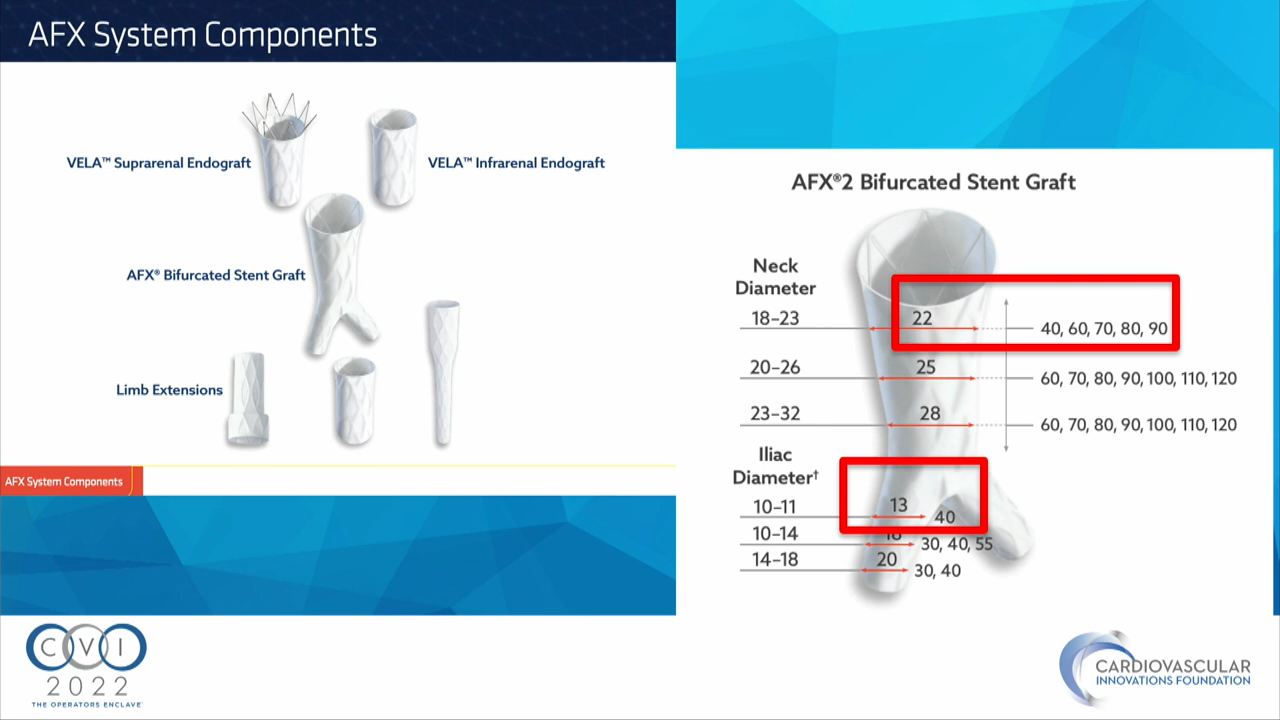 AFX System Components
VELA™ Suprarenal Endograft
VELA™ Infrarenal Endograft
AFX® Bifurcated Stent Graft
Limb Extensions
AFX System Components
AFX®2 Bifurcated Stent Graft
Neck
Diameter
18–23 22 40, 60, 70, 80, 90
20–26 25 60, 70, 80, 90, 100, 110, 120
23–32 28 60, 70, 80, 90, 100, 110, 120
Iliac
Diameter†
10–11 13 40
10–14 16 30, 40, 55
14–18 20 30, 40
CVI
2022
THE OPERATORS ENCLAVE
CARDIOVASCULAR
INNOVATIONS FOUNDATION